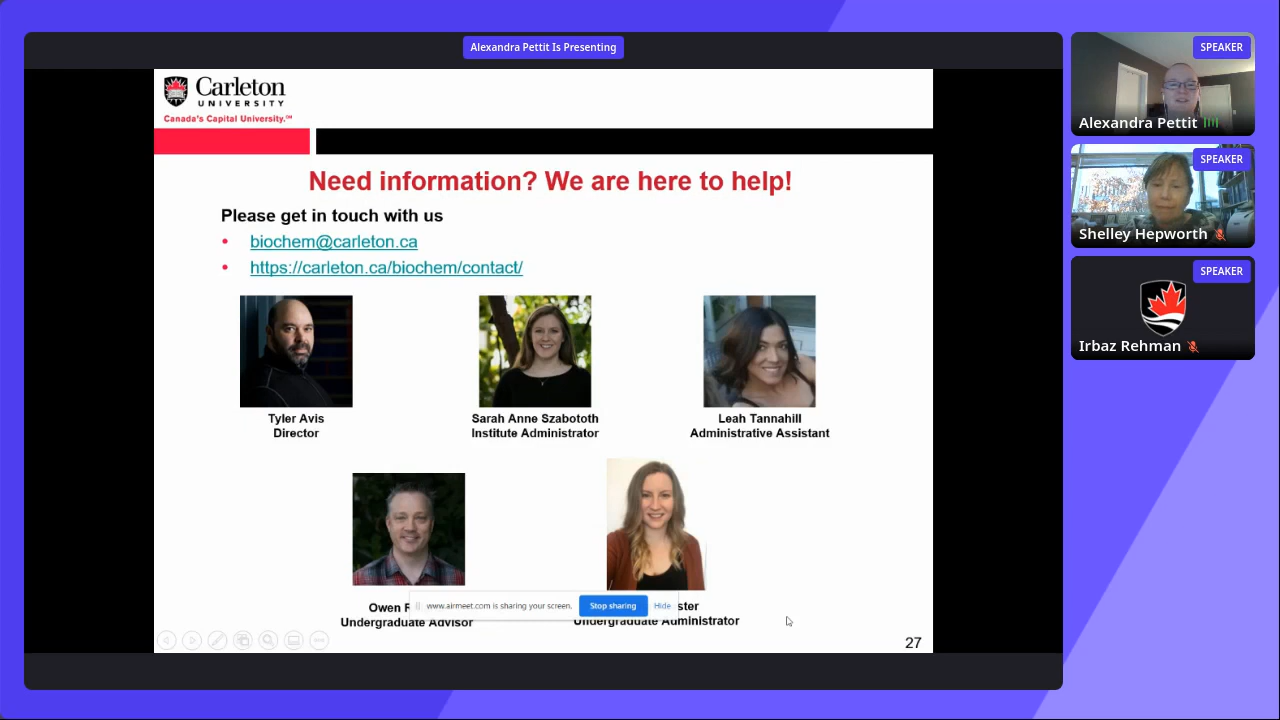 Alexandra Pettit Is Presenting
Carleton
UNIVERSITY
Canada's Capital University.
Need information? We are here to help!
Please get in touch with us
• biochem@carleton.ca
• https://carleton.ca/biochem/contact/
Tyler Avis
Director
Sarah Anne Szabototh
Institute Administrator
Leah Tannahill
Administrative Assistant
Owen
Undergraduate Advisor
Undergraduate Administrator
www.airmeet.com is sharing your screen.
Stop sharing
Hide
27
SPEAKER
Alexandra Pettit
SPEAKER
Shelley Hepworth
SPEAKER
Irbaz Rehman